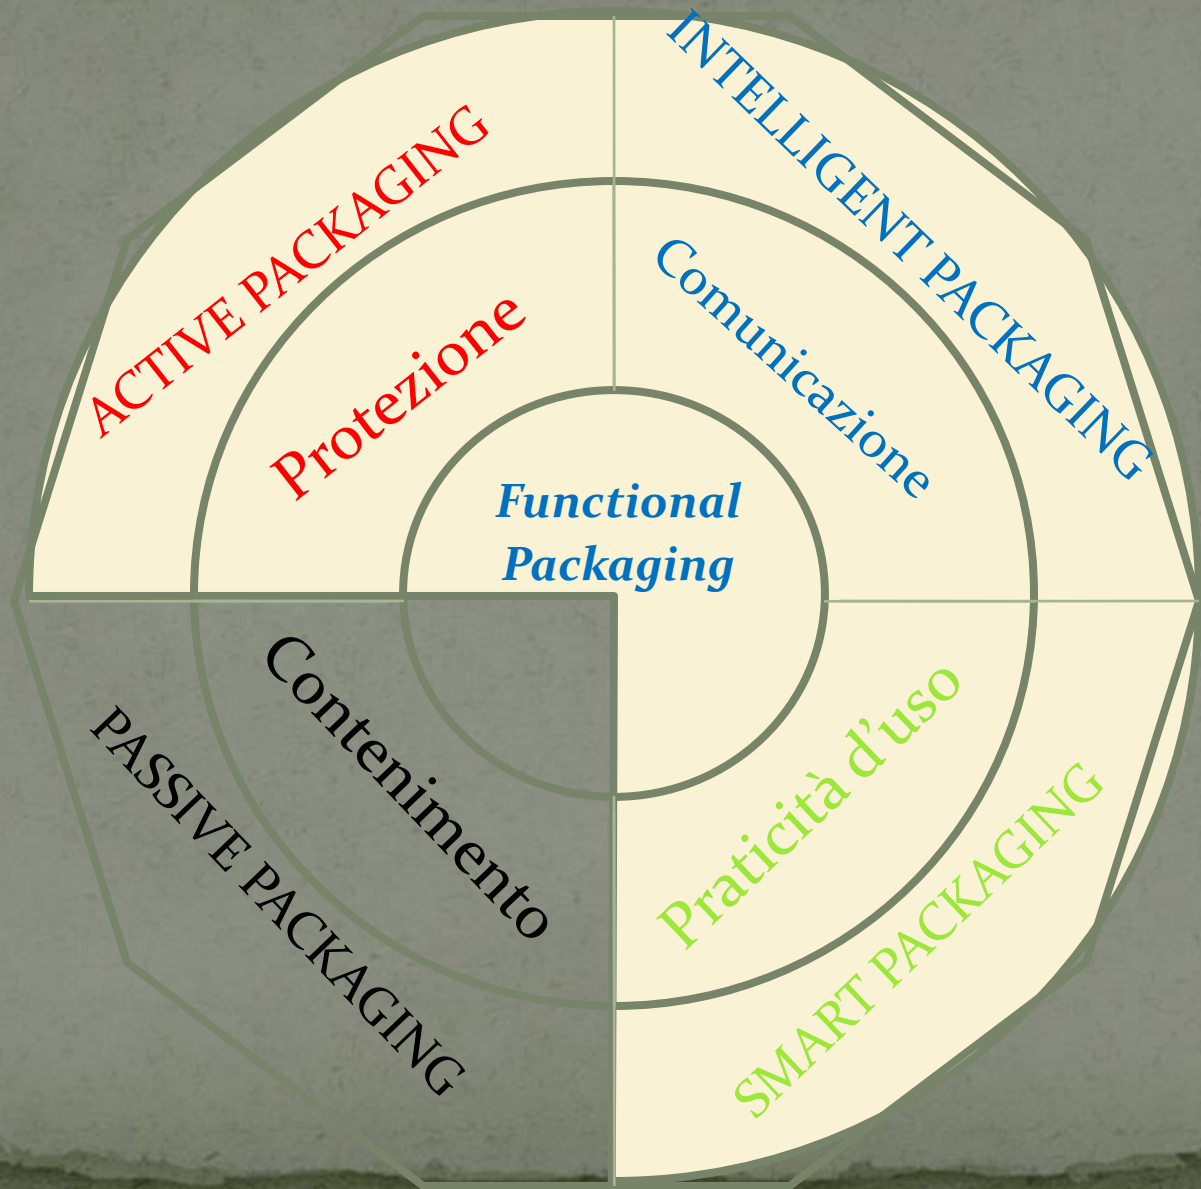 INTELLIGENT PACKAGING
ACTIVE PACKAGING
Comunicazione
Protezione
Functional
Packaging
Contenimento
Praticità d’uso
PASSIVE PACKAGING
SMART PACKAGING